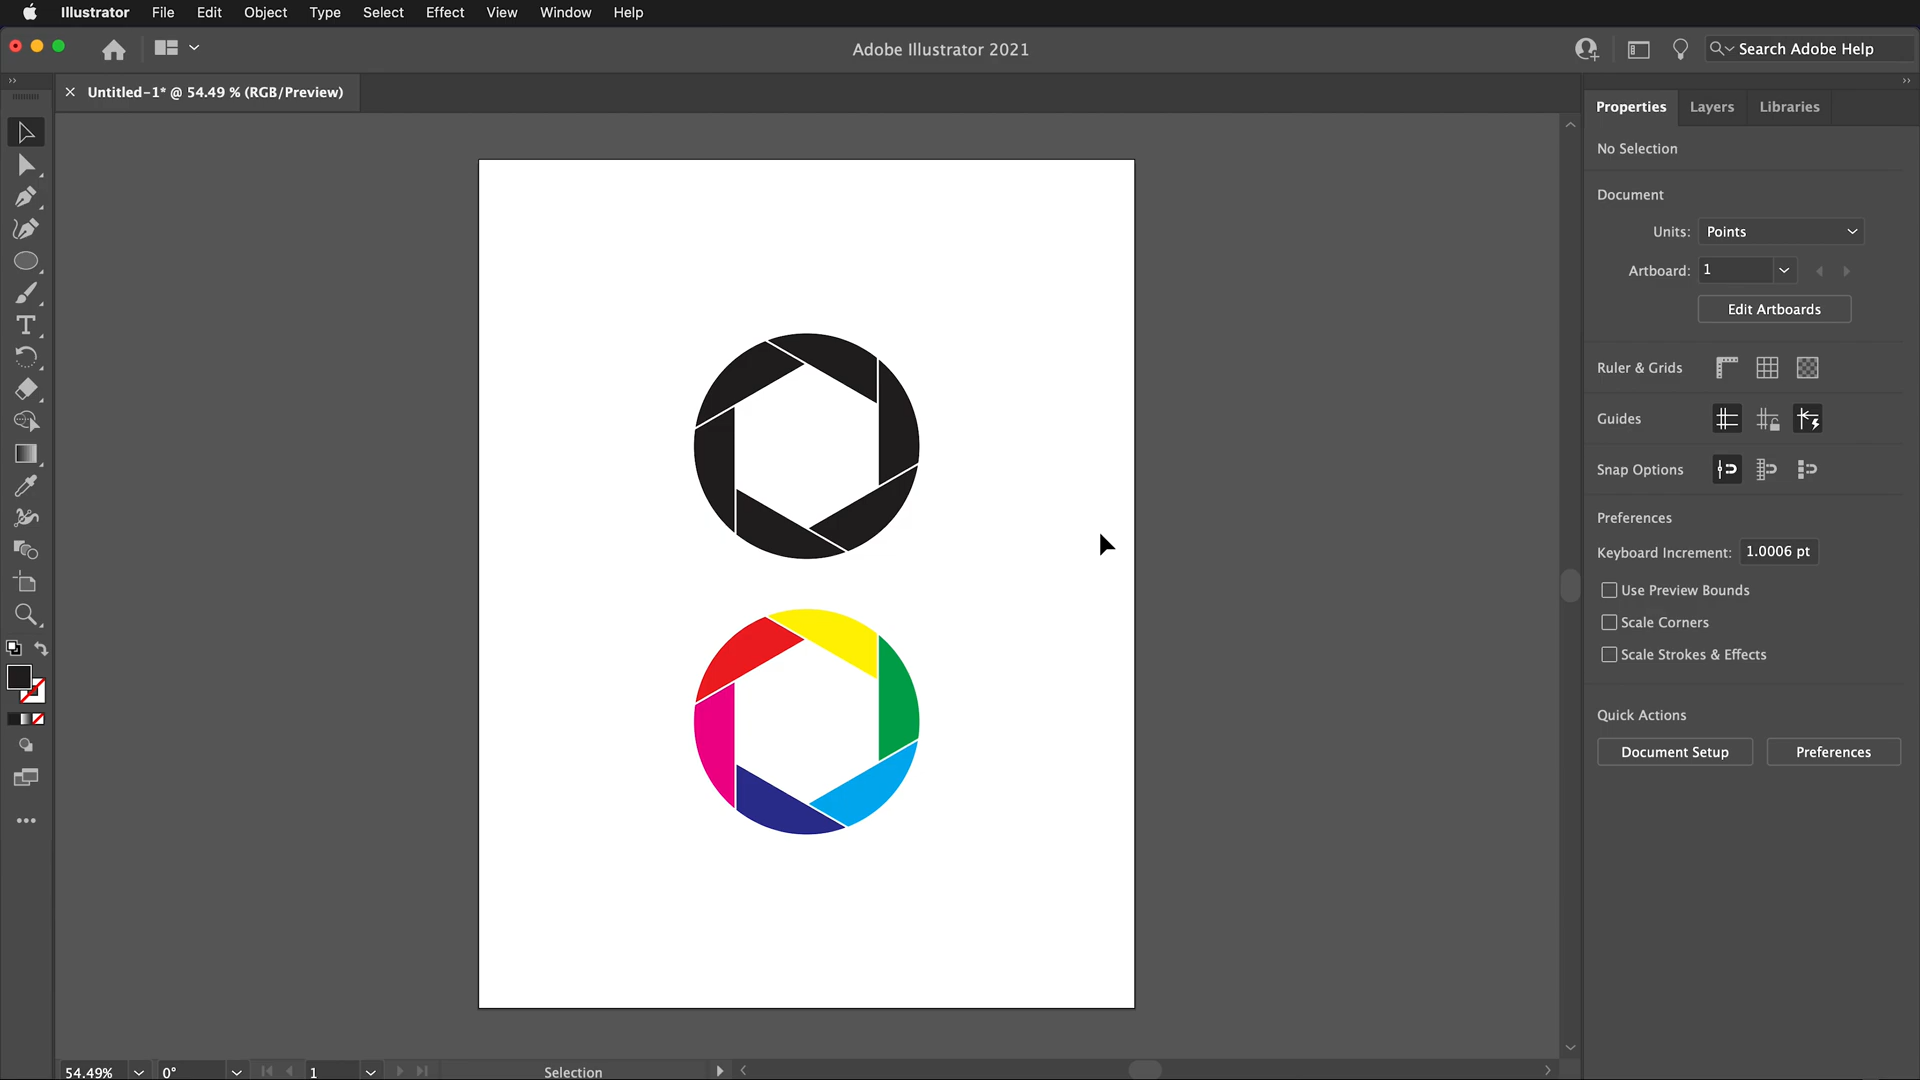 Illustrator File Edit Object Type Select Effect View Window Help
Adobe Illustrator 2021
Search Adobe Help
Untitled-1* @ 54.49 % (RGB/Preview)
Properties Layers Libraries
No Selection
Document
Units: Points
Artboard: 1
Edit Artboards
Ruler & Grids
Guides
Snap Options
Preferences
Keyboard Increment: 1.0006 pt
Use Preview Bounds
Scale Corners
Scale Strokes & Effects
Quick Actions
Document Setup Preferences
54.49% 0° 1 Selection